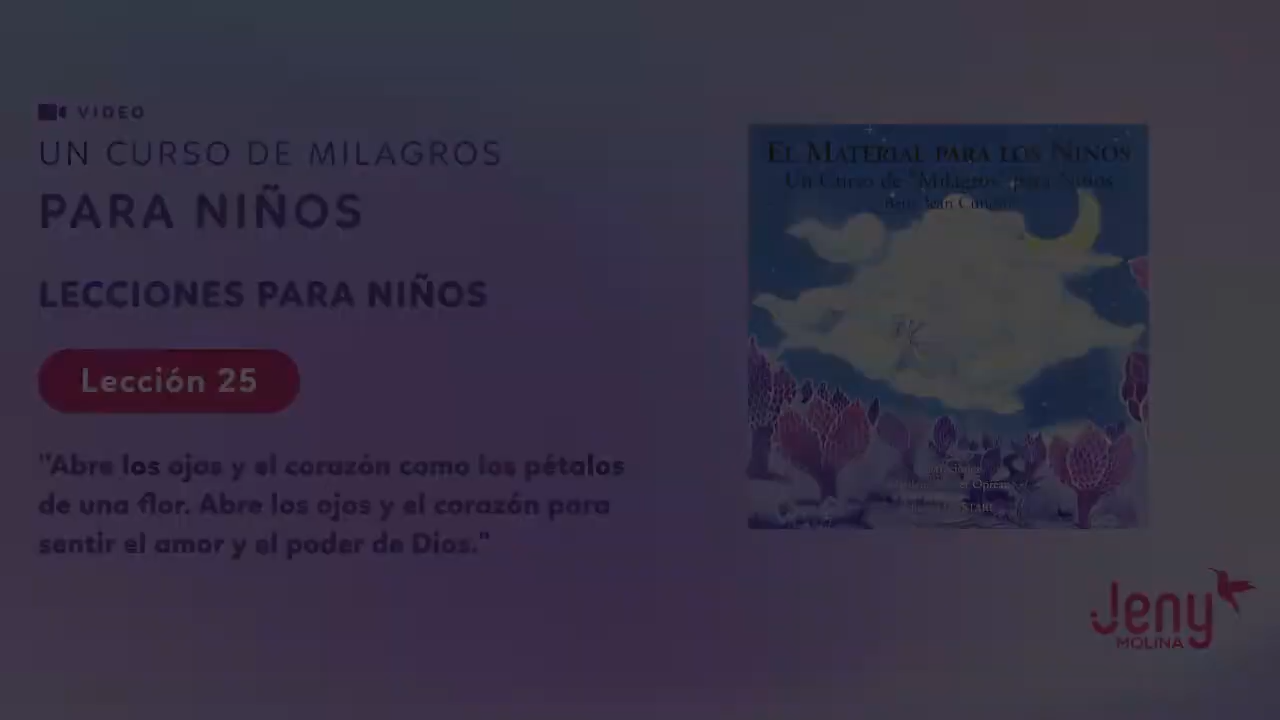 VIDEO
UN CURSO DE MILAGROS
PARA NIÑOS
LECCIONES PARA NIÑOS
Lección 25
"Abre los ojos y el corazón como los pétalos
de una flor. Abre los ojos y el corazón para
sentir el amor y el poder de Dios."
EL MATERIAL PARA LOS NIÑOS
Un Curso de "Milagros" para Niños
Jean
Jeny
MOLINA